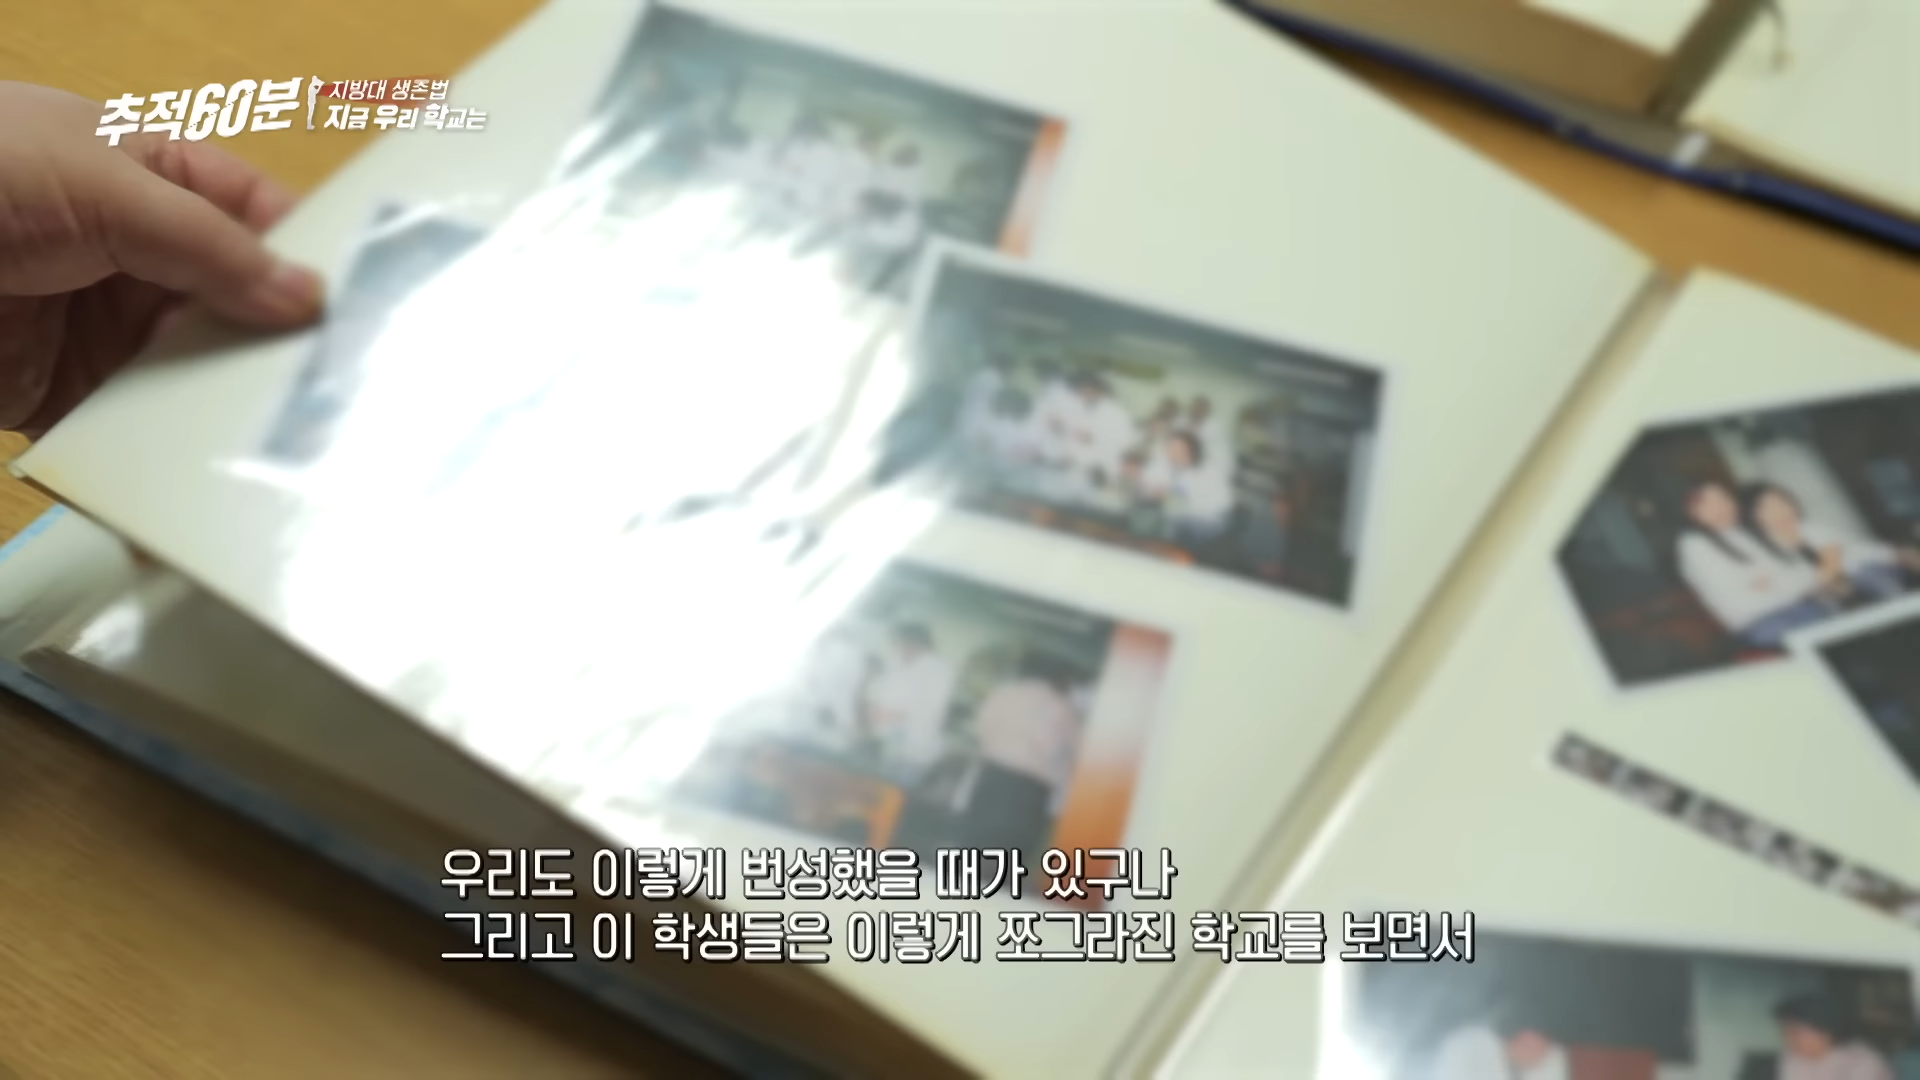 추적60분
지방대 생존법
지금 우리 학교는
우리도 이렇게 번성했을 때가 있구나
그리고 이 학생들은 이렇게 쪼그라진 학교를 보면서